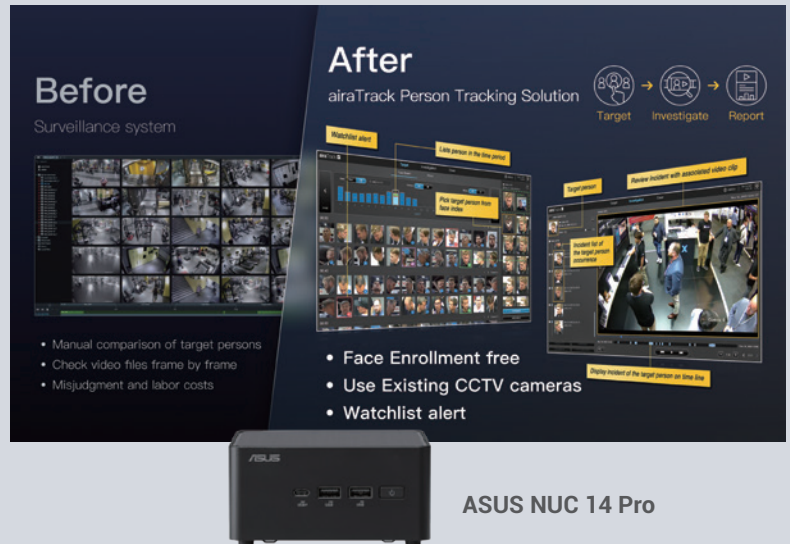 Before
Surveillance system
• Manual comparison of target persons
• Check video files frame by frame
• Misjudgment and labor costs
After
airaTrack Person Tracking Solution
Target
Investigate
Report
Watchlist alert
Lists person in the time period
Pick target person from
face index
Target person
Review incident with associated video clip
Incident list of
the target person
occurrence
Display incident of the target person on time line
• Face Enrollment free
• Use Existing CCTV cameras
• Watchlist alert
ASUS
ASUS NUC 14 Pro